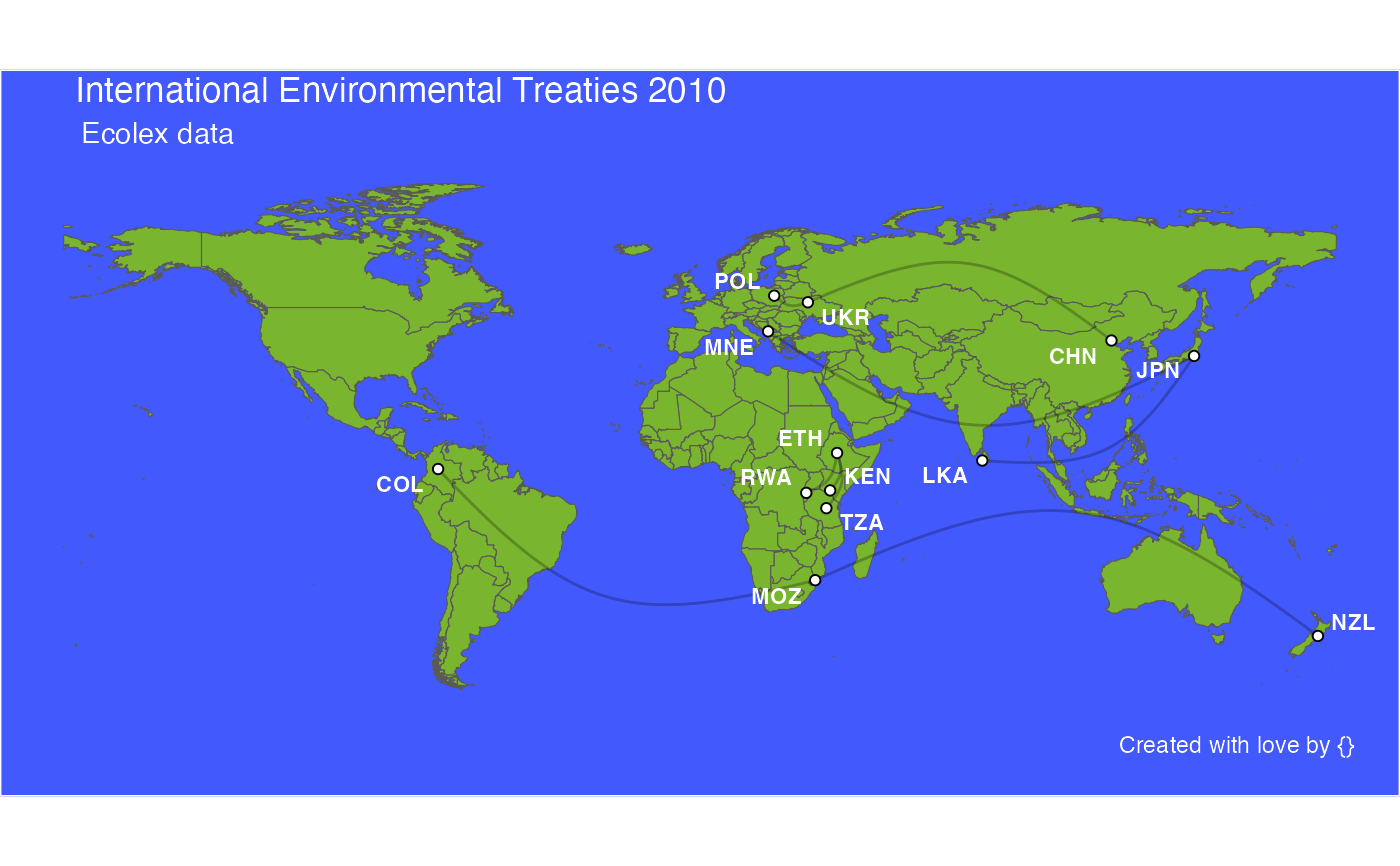 International Environmental Treaties 2010
Ecolex data
POL
UKR
MNE
CHN
JPN
ETH
RWA
KEN
LKA
COL
TZA
MOZ
NZL
Created with love by {}